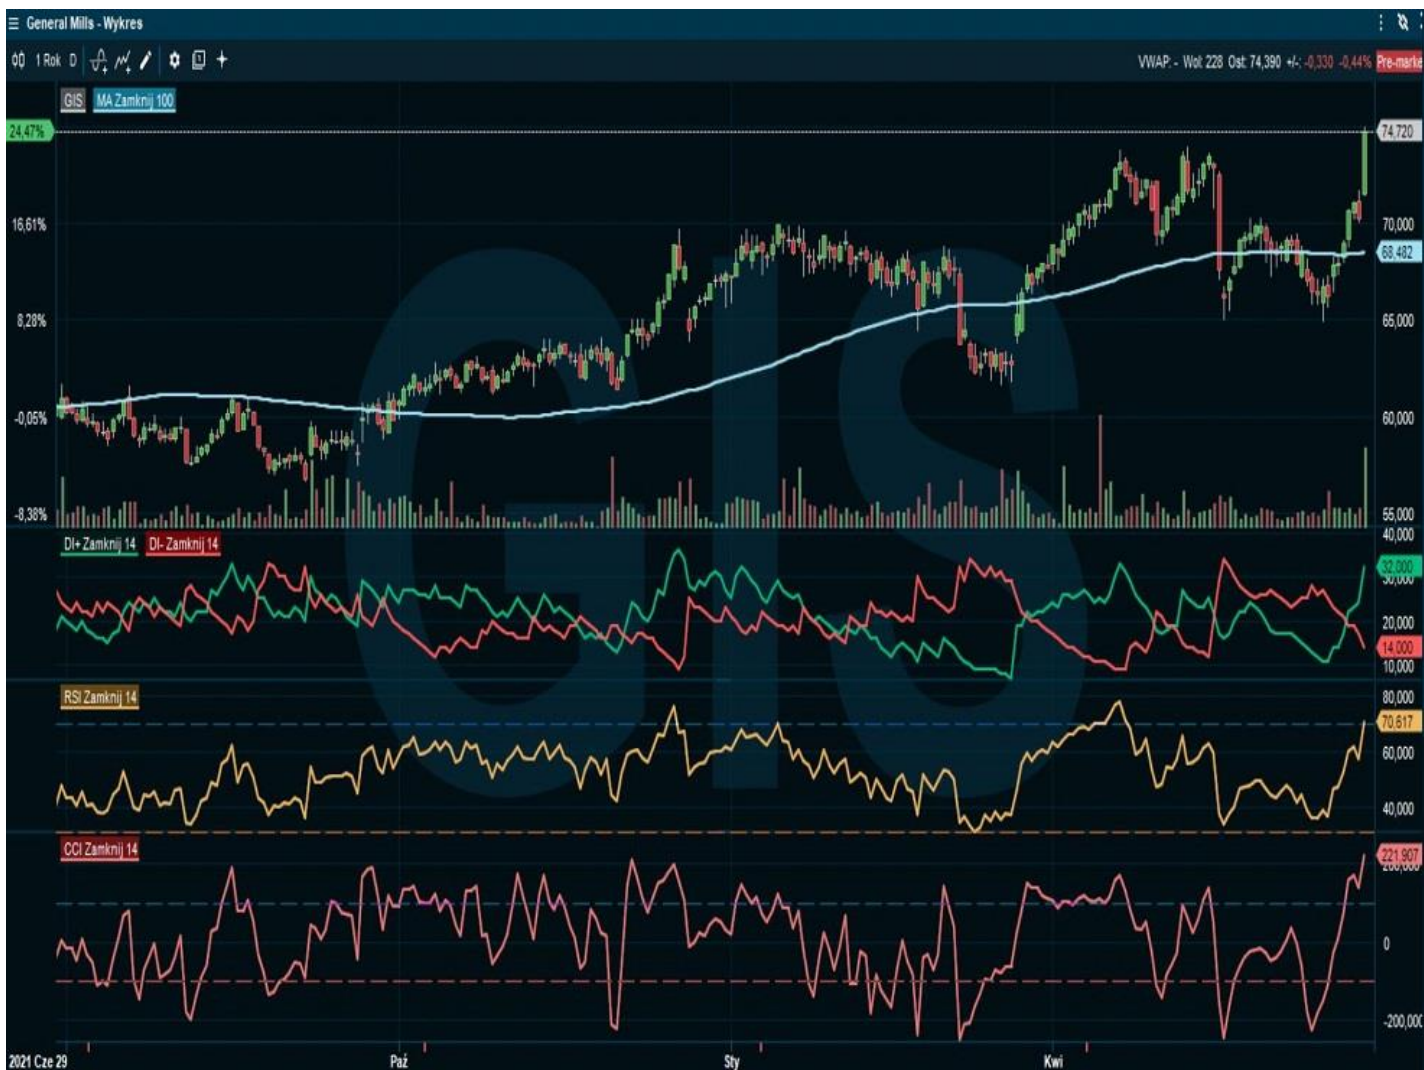 General Mills - Wykres
1 Rok D
VWAP: - Wol: 228 Ost: 74,390 +/-: -0,330 -0,44% Pre-marke
GIS MA Zamknij 100
24,47% 74,720
16,61% 70,000
68,482
8,28% 65,000
-0,05% 60,000
-8,38% 55,000
GIS
DI+ Zamknij 14 DI- Zamknij 14
40,000
32,000
30,000
20,000
14,000
10,000
RSI Zamknij 14
80,000
70.617
60,000
40,000
CCI Zamknij 14
221,907
200,000
0
-200,000
2021 Cze 29 Paź Sty Kwi